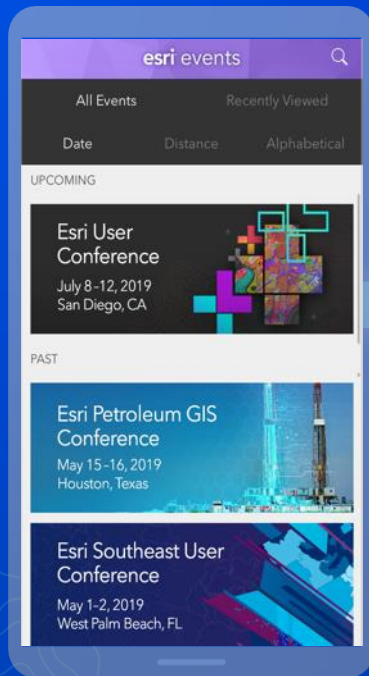 esri events
All Events Recently Viewed
Date Distance Alphabetical
UPCOMING
Esri User
Conference
July 8-12, 2019
San Diego, CA
PAST
Esri Petroleum GIS
Conference
May 15-16, 2019
Houston, Texas
Esri Southeast User
Conference
May 1-2, 2019
West Palm Beach, FL